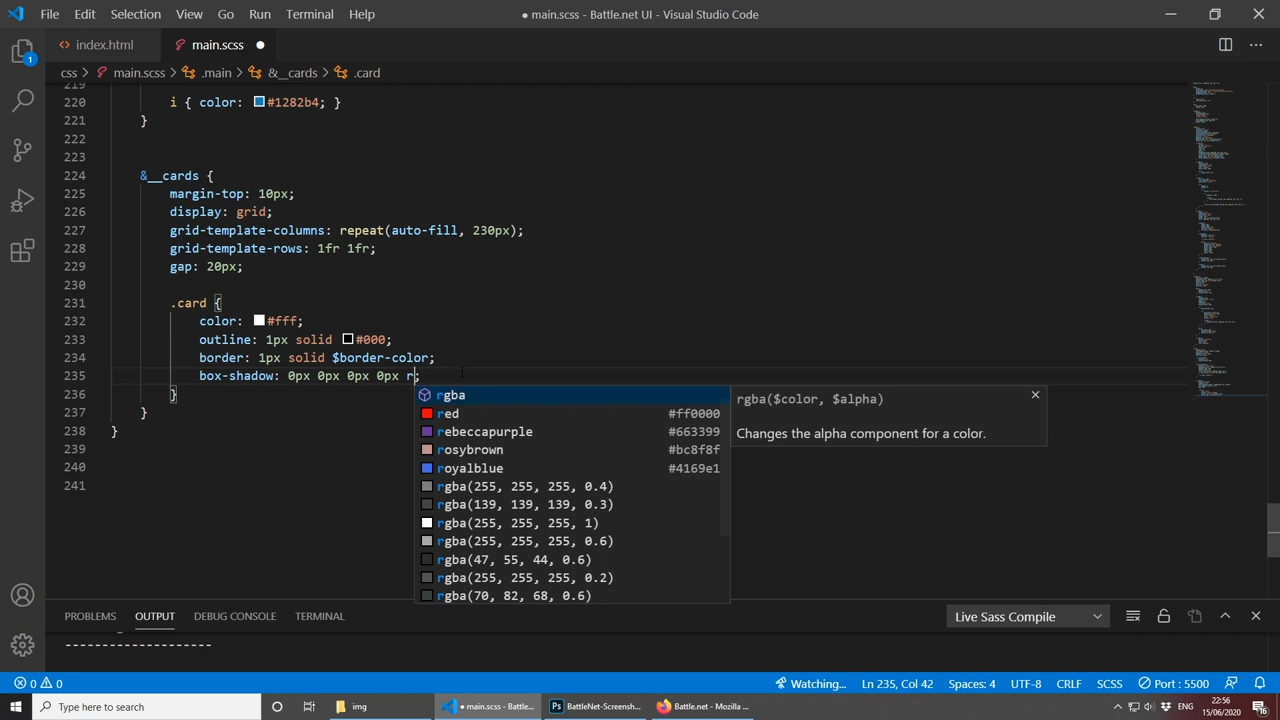 File Edit Selection View Go Run Terminal Help
● main.scss - Battle.net UI - Visual Studio Code
index.html
main.scss
css > main.scss > .main > &__cards > .card
219
220 i { color: #1282b4; }
221 }
222
223
224 &__cards {
225 margin-top: 10px;
226 display: grid;
227 grid-template-columns: repeat(auto-fill, 230px);
228 grid-template-rows: 1fr 1fr;
229 gap: 20px;
230
231 .card {
232 color: #fff;
233 outline: 1px solid #000;
234 border: 1px solid $border-color;
235 box-shadow: 0px 0px 0px 0px r;
236 }
237 }
238 }
239
240
241
rgba
red #ff0000
rebeccapurple #663399
rosybrown #bc8f8f
royalblue #4169e1
rgba(255, 255, 255, 0.4)
rgba(139, 139, 139, 0.3)
rgba(255, 255, 255, 1)
rgba(255, 255, 255, 0.6)
rgba(47, 55, 44, 0.6)
rgba(255, 255, 255, 0.2)
rgba(70, 82, 68, 0.6)
rgba($color, $alpha)
Changes the alpha component for a color.
1
PROBLEMS OUTPUT DEBUG CONSOLE TERMINAL
Live Sass Compile
--------------------
0 0
Watching... Ln 235, Col 42 Spaces: 4 UTF-8 CRLF SCSS Port : 5500
Type here to search
img
● main.scss - Battle...
BattleNet-Screensh...
Battle.net - Mozilla ...
ENG
22:56
15/06/2020
16